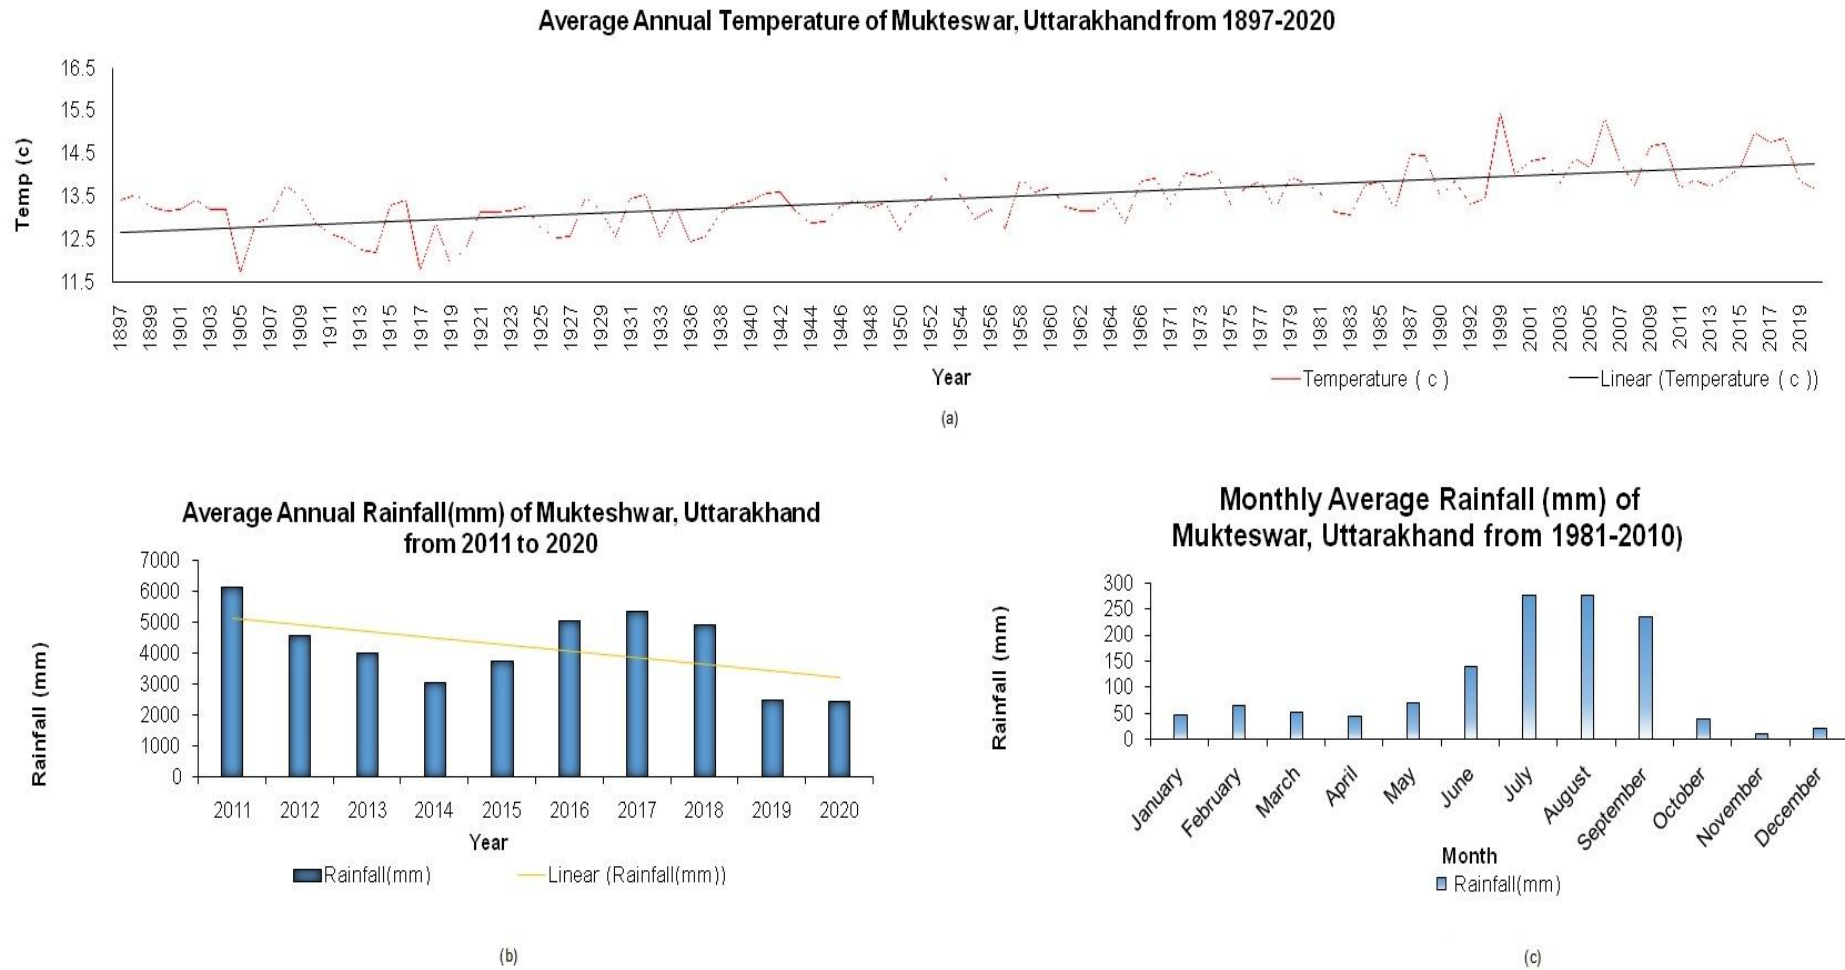 Average Annual Temperature of Mukteswar, Uttarakhand from 1897-2020
16.5
15.5
14.5
13.5
12.5
11.5
Temp (c)
1897 1899 1901 1903 1905 1907 1909 1911 1913 1915 1917 1919 1921 1923 1925 1927 1929 1931 1933 1936 1938 1940 1942 1944 1946 1948 1950 1952 1954 1956 1958 1960 1962 1964 1966 1971 1973 1975 1977 1979 1981 1983 1985 1987 1990 1992 1999 2001 2003 2005 2007 2009 2011 2013 2015 2017 2019
Year
Temperature ( c )
Linear (Temperature ( c ))
(a)
Average Annual Rainfall(mm) of Mukteshwar, Uttarakhand
from 2011 to 2020
7000
6000
5000
4000
3000
2000
1000
0
Rainfall (mm)
2011 2012 2013 2014 2015 2016 2017 2018 2019 2020
Year
Rainfall(mm)
Linear (Rainfall(mm))
(b)
Monthly Average Rainfall (mm) of
Mukteswar, Uttarakhand from 1981-2010)
300
250
200
150
100
50
0
Rainfall (mm)
January February March April May June July August September October November December
Month
Rainfall(mm)
(c)